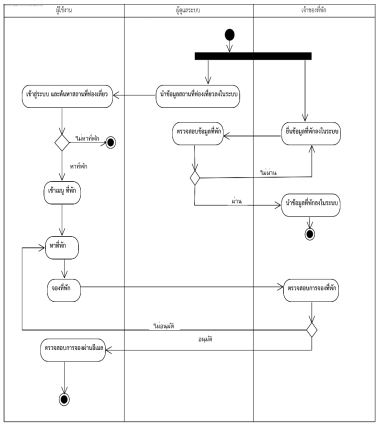 ผู้ใช้งาน
ผู้ดูแลระบบ
เจ้าของที่พัก
เข้าสู่ระบบ และค้นหาสถานที่ท่องเที่ยว
นำข้อมูลสถานที่ท่องเที่ยวลงในระบบ
ไม่หาที่พัก
ตรวจสอบข้อมูลที่พัก
ยื่นข้อมูลที่พักลงในระบบ
หาที่พัก
ไม่ผ่าน
เข้าเมนู ที่พัก
ผ่าน
นำข้อมูลที่พักลงในระบบ
หาที่พัก
จองที่พัก
ตรวจสอบการจองที่พัก
ไม่อนุมัติ
อนุมัติ
ตรวจสอบการจองผ่านอีเมล